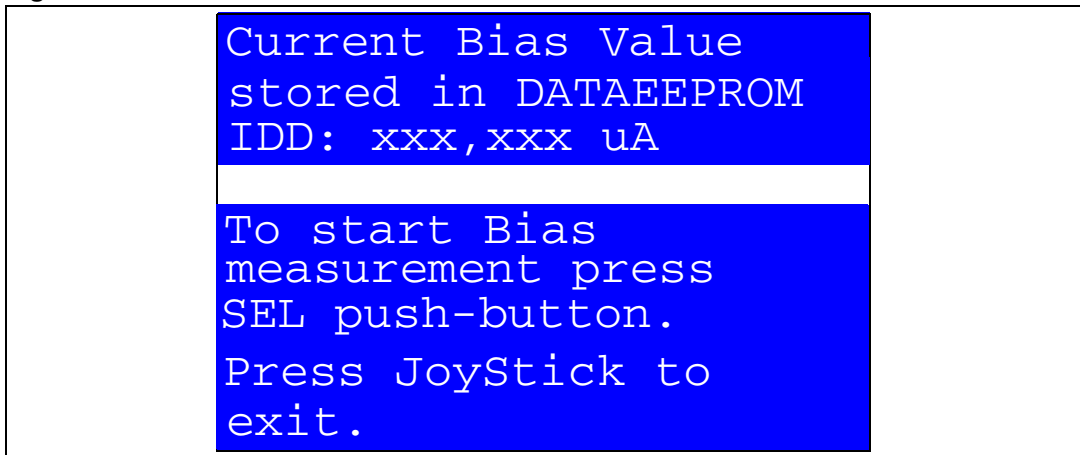 Current Bias Value
stored in DATAEEPROM
IDD: xxx,xxx uA
To start Bias
measurement press
SEL push-button.
Press JoyStick to
exit.